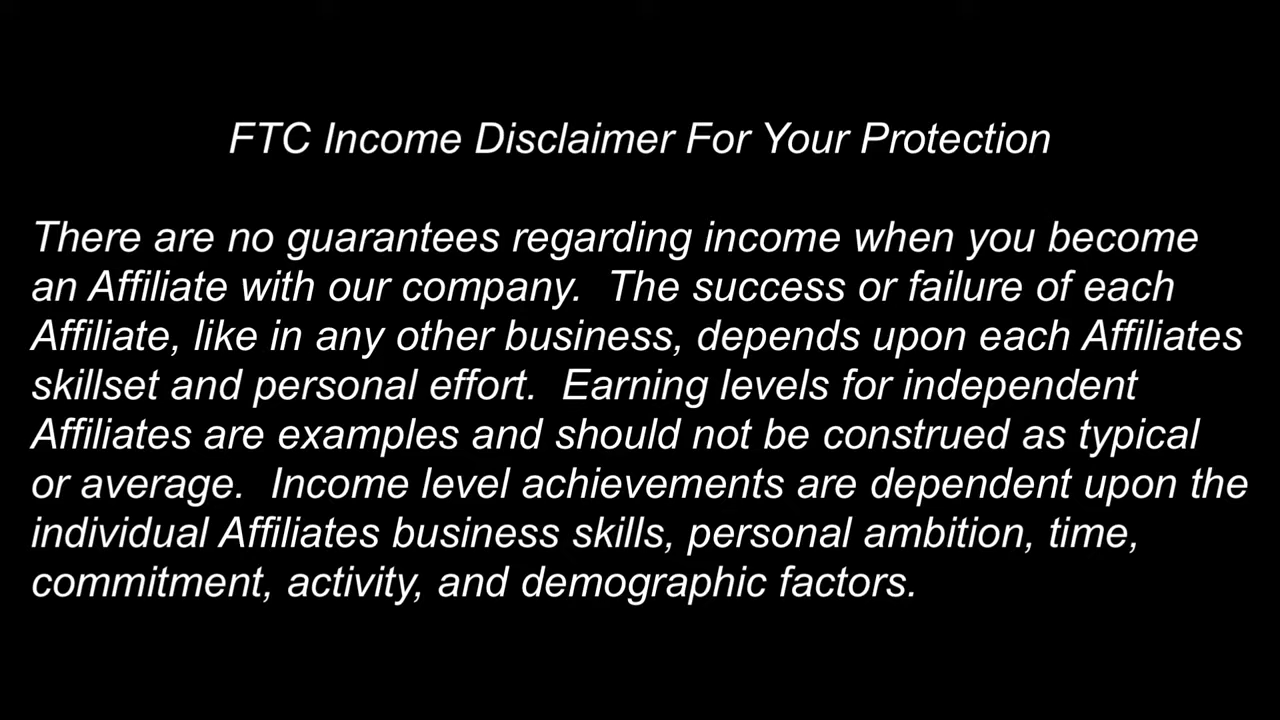 FTC Income Disclaimer For Your Protection
There are no guarantees regarding income when you become
an Affiliate with our company.  The success or failure of each
Affiliate, like in any other business, depends upon each Affiliates
skillset and personal effort.  Earning levels for independent
Affiliates are examples and should not be construed as typical
or average.  Income level achievements are dependent upon the
individual Affiliates business skills, personal ambition, time,
commitment, activity, and demographic factors.